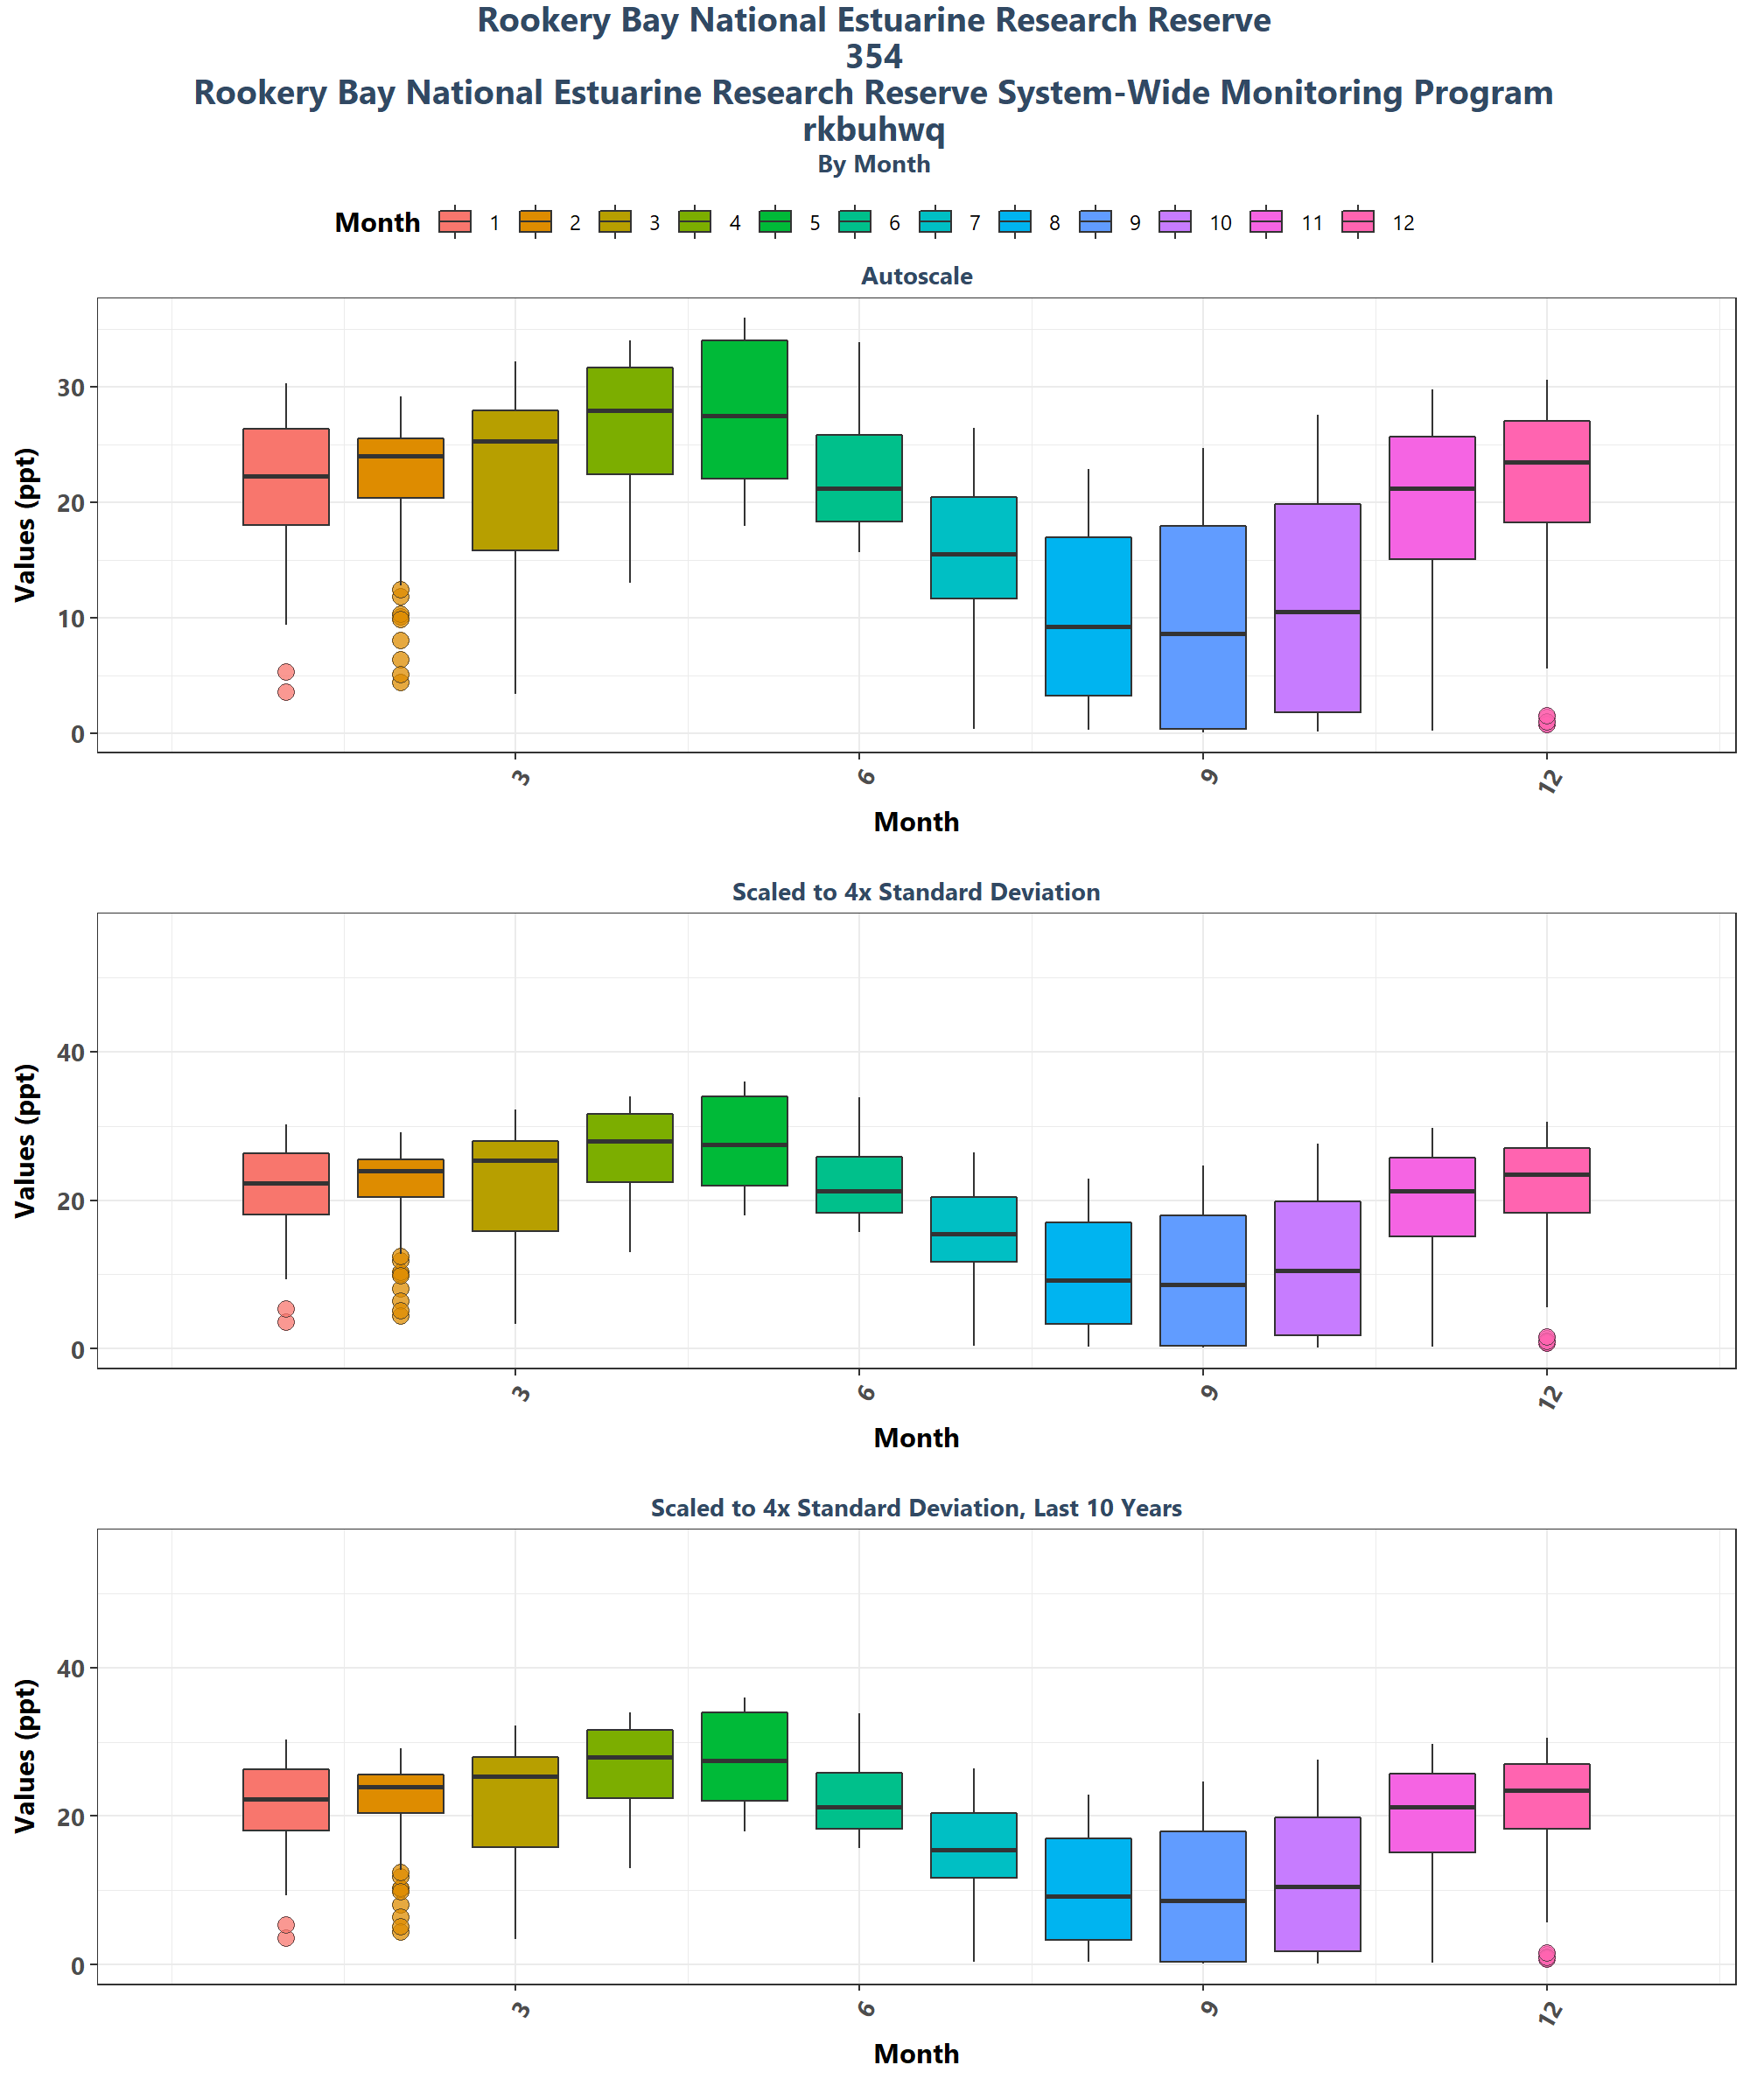 Rookery Bay National Estuarine Research Reserve
354
Rookery Bay National Estuarine Research Reserve System-Wide Monitoring Program
rkbuhwq
By Month
Month 1 2 3 4 5 6 7 8 9 10 11 12
Autoscale
Values (ppt)
30
20
10
0
3 6 9 12
Month
Scaled to 4x Standard Deviation
Values (ppt)
40
20
0
3 6 9 12
Month
Scaled to 4x Standard Deviation, Last 10 Years
Values (ppt)
40
20
0
3 6 9 12
Month